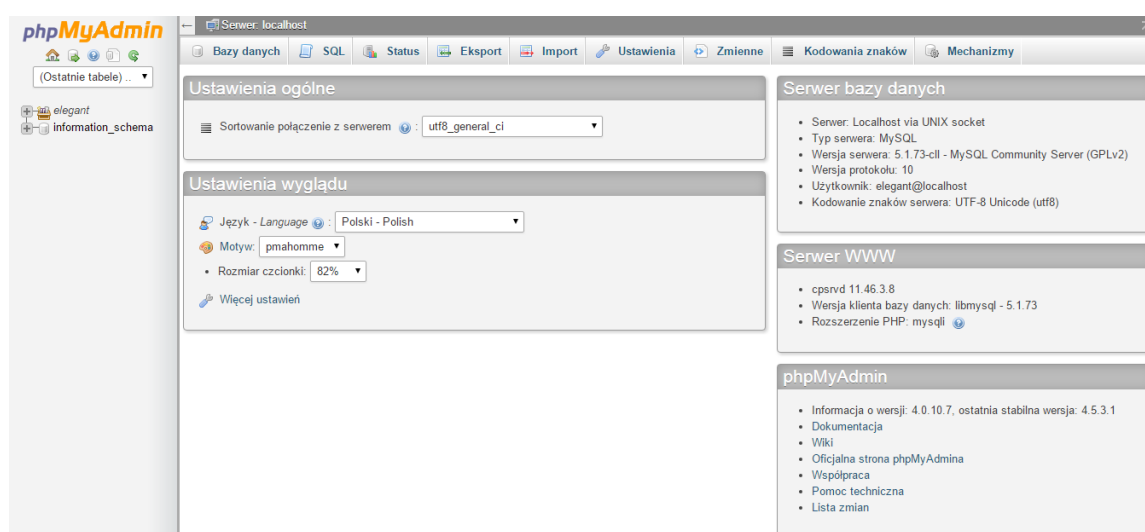 phpMyAdmin
(Ostatnie tabele) ..
elegant
information_schema
Serwer: localhost
Bazy danych SQL Status Eksport Import Ustawienia Zmienne Kodowania znaków Mechanizmy
Ustawienia ogólne
Sortowanie połączenie z serwerem : utf8_general_ci
Ustawienia wyglądu
Język - Language : Polski - Polish
Motyw: pmahomme
Rozmiar czcionki: 82%
Więcej ustawień
Serwer bazy danych
Serwer: Localhost via UNIX socket
Typ serwera: MySQL
Wersja serwera: 5.1.73-cll - MySQL Community Server (GPLv2)
Wersja protokołu: 10
Użytkownik: elegant@localhost
Kodowanie znaków serwera: UTF-8 Unicode (utf8)
Serwer WWW
cpsrvd 11.46.3.8
Wersja klienta bazy danych: libmysql - 5.1.73
Rozszerzenie PHP: mysqli
phpMyAdmin
Informacja o wersji: 4.0.10.7, ostatnia stabilna wersja: 4.5.3.1
Dokumentacja
Wiki
Oficjalna strona phpMyAdmina
Współpraca
Pomoc techniczna
Lista zmian